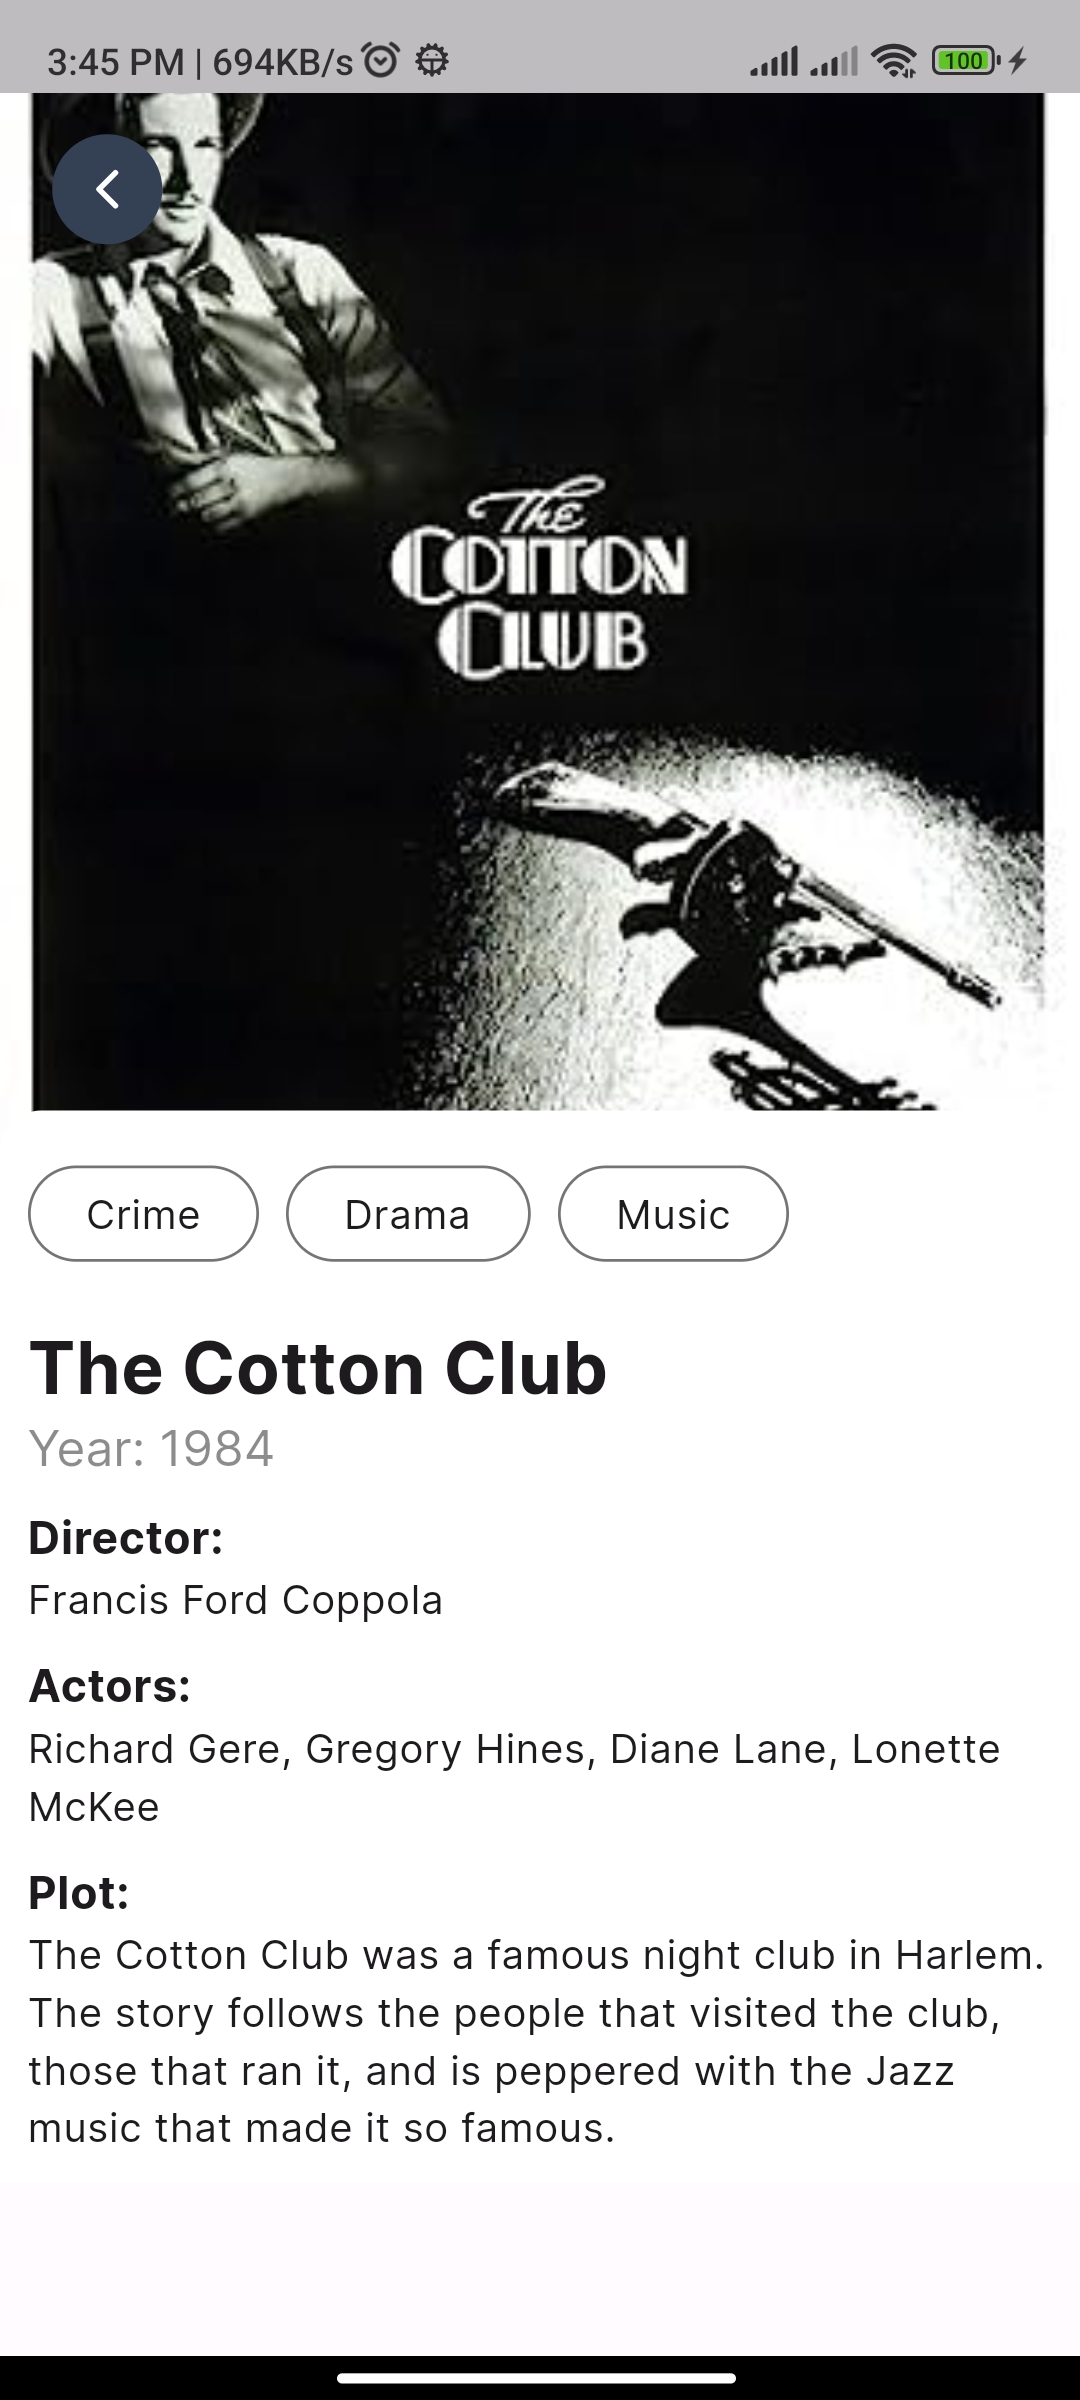 3:45 PM | 694KB/s
100
The
COTTON
CLUB
Crime
Drama
Music
The Cotton Club
Year: 1984
Director:
Francis Ford Coppola
Actors:
Richard Gere, Gregory Hines, Diane Lane, Lonette
McKee
Plot:
The Cotton Club was a famous night club in Harlem.
The story follows the people that visited the club,
those that ran it, and is peppered with the Jazz
music that made it so famous.